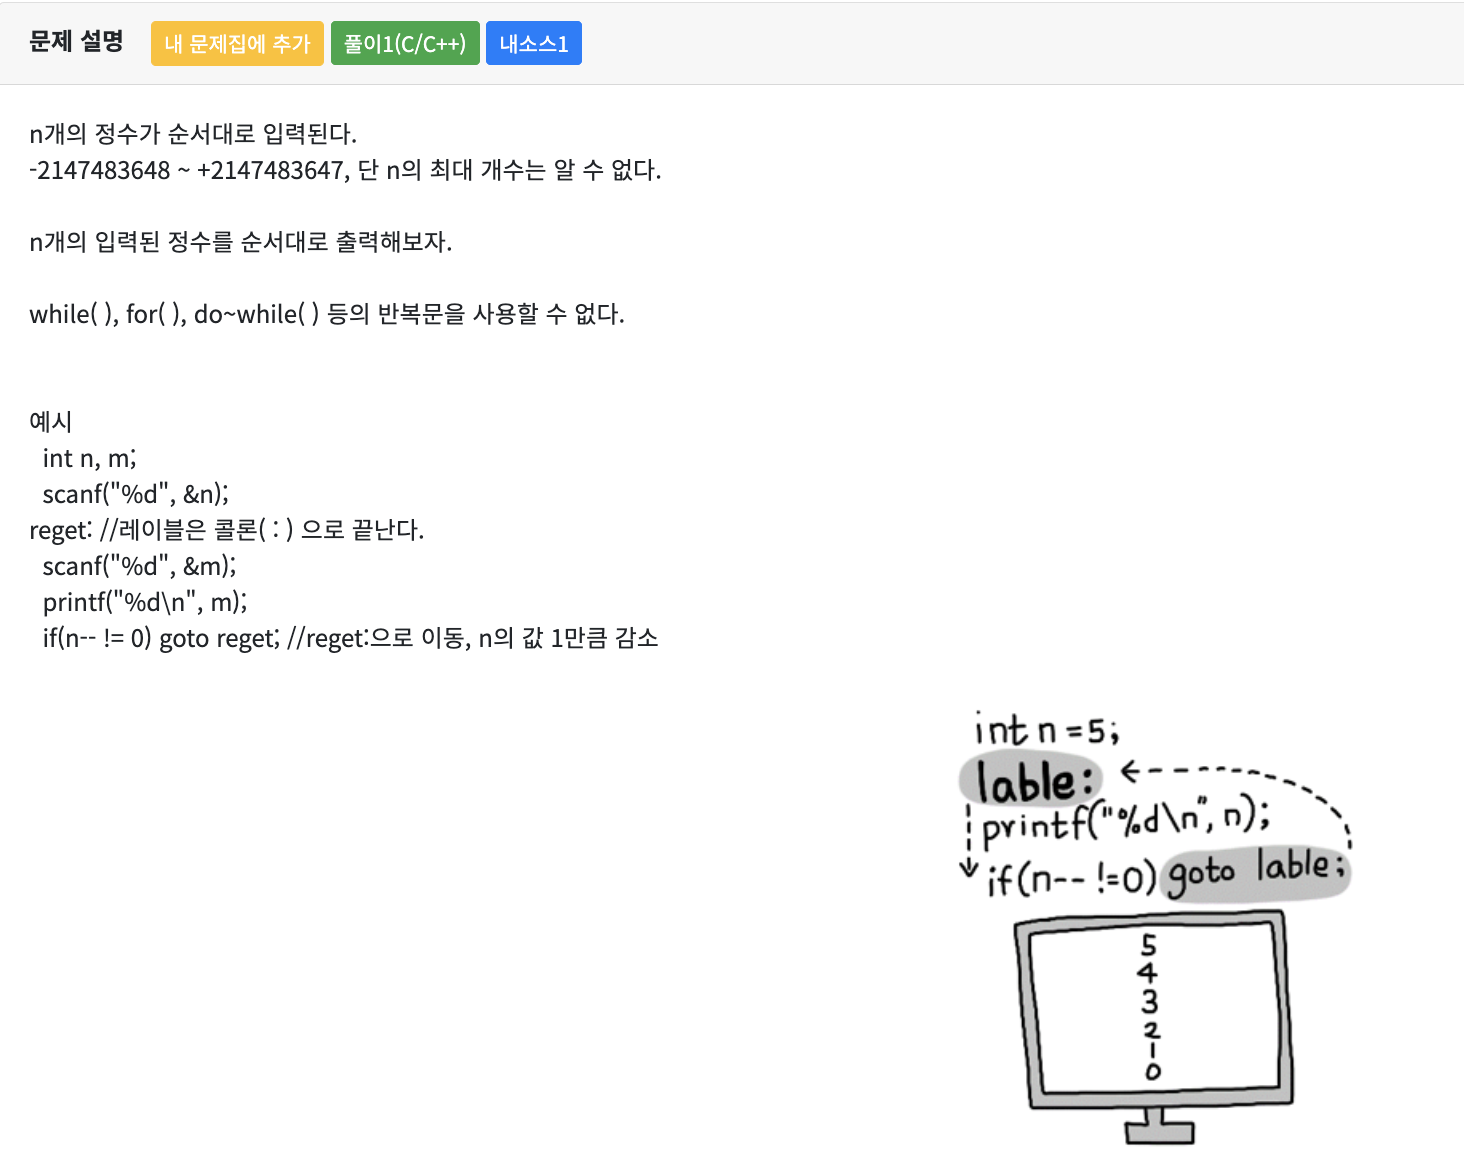 문제 설명 내 문제집에 추가 풀이1(C/C++) 내소스1
n개의 정수가 순서대로 입력된다.
-2147483648 ~ +2147483647, 단 n의 최대 개수는 알 수 없다.
n개의 입력된 정수를 순서대로 출력해보자.
while( ), for( ), do~while( ) 등의 반복문을 사용할 수 없다.
예시
int n, m;
scanf("%d", &n);
reget: //레이블은 콜론( : ) 으로 끝난다.
scanf("%d", &m);
printf("%d\n", m);
if(n-- != 0) goto reget; //reget:으로 이동, n의 값 1만큼 감소
int n =5;
lable:
printf("%d\n", n);
if(n-- !=0) goto lable;
5
4
3
2
1
0